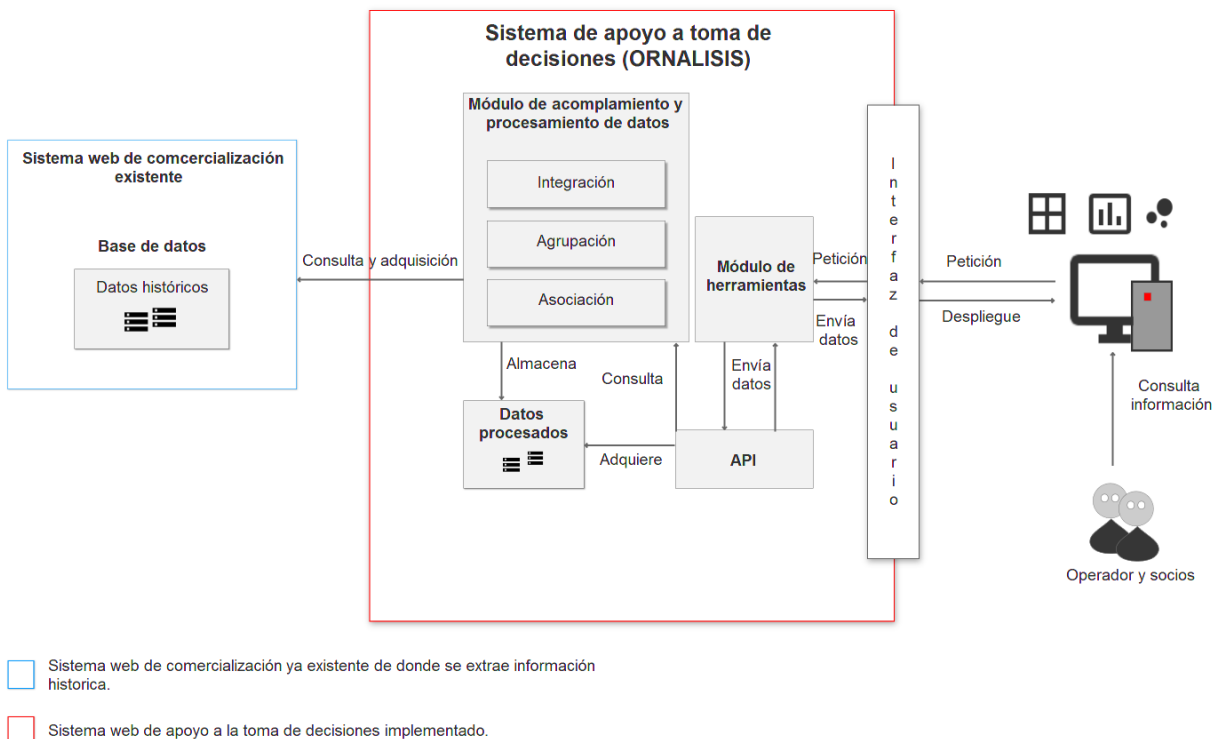 Sistema de apoyo a toma de
decisiones (ORNALISIS)
Módulo de acomplamiento y
procesamiento de datos
Integración
Agrupación
Asociación
Sistema web de comcercialización
existente
Base de datos
Datos históricos
Consulta y adquisición
Módulo de
herramientas
Petición
Envía
datos
Interfaz de usuario
Petición
Despliegue
Almacena
Consulta
Envía
datos
Datos
procesados
Adquiere
API
Consulta
información
Operador y socios
Sistema web de comercialización ya existente de donde se extrae información
historica.
Sistema web de apoyo a la toma de decisiones implementado.